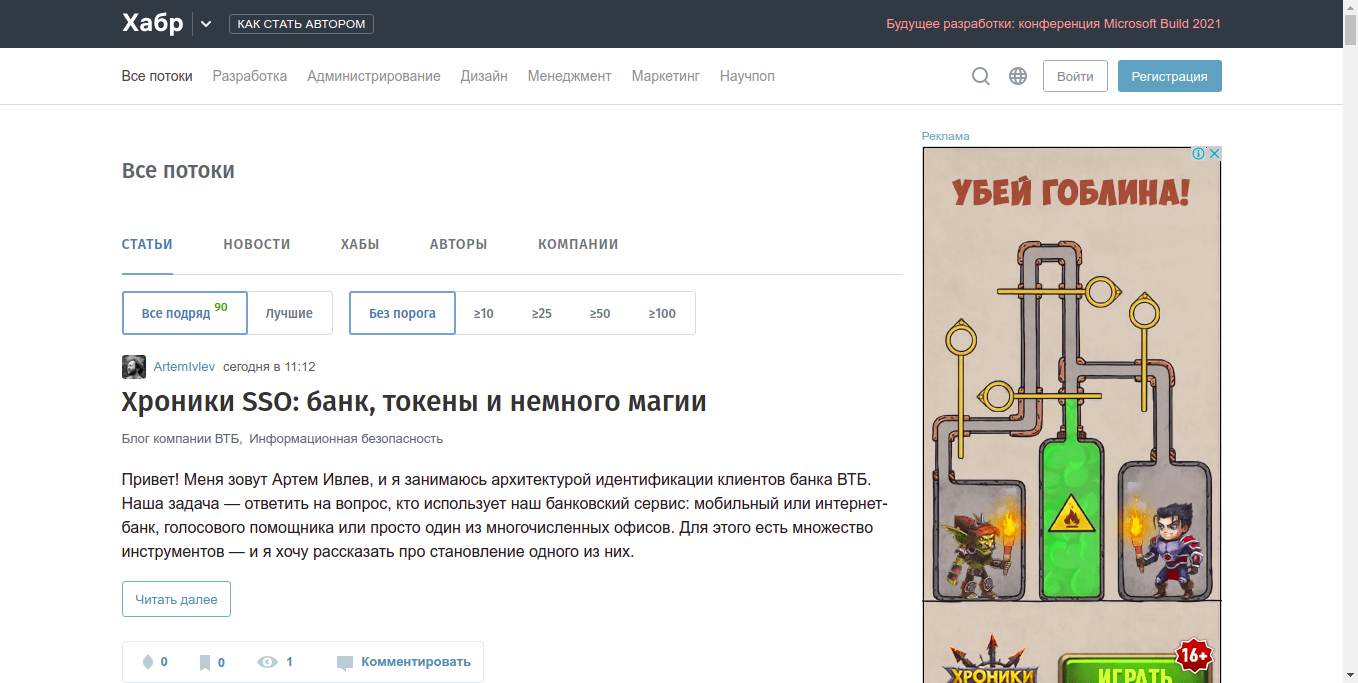 Хабр
КАК СТАТЬ АВТОРОМ
Будущее разработки: конференция Microsoft Build 2021
Все потоки Разработка Администрирование Дизайн Менеджмент Маркетинг Научпоп
Войти Регистрация
Реклама
Все потоки
УБЕЙ ГОБЛИНА!
СТАТЬИ НОВОСТИ ХАБЫ АВТОРЫ КОМПАНИИ
Все подряд 90 Лучшие Без порога ≥10 ≥25 ≥50 ≥100
ArtemIvlev сегодня в 11:12
Хроники SSO: банк, токены и немного магии
Блог компании ВТБ, Информационная безопасность
Привет! Меня зовут Артем Ивлев, и я занимаюсь архитектурой идентификации клиентов банка ВТБ.
Наша задача — ответить на вопрос, кто использует наш банковский сервис: мобильный или интернет-
банк, голосового помощника или просто один из многочисленных офисов. Для этого есть множество
инструментов — и я хочу рассказать про становление одного из них.
Читать далее
0 0 1 Комментировать
16+
ХРОНИКИ
ИГРАТЬ